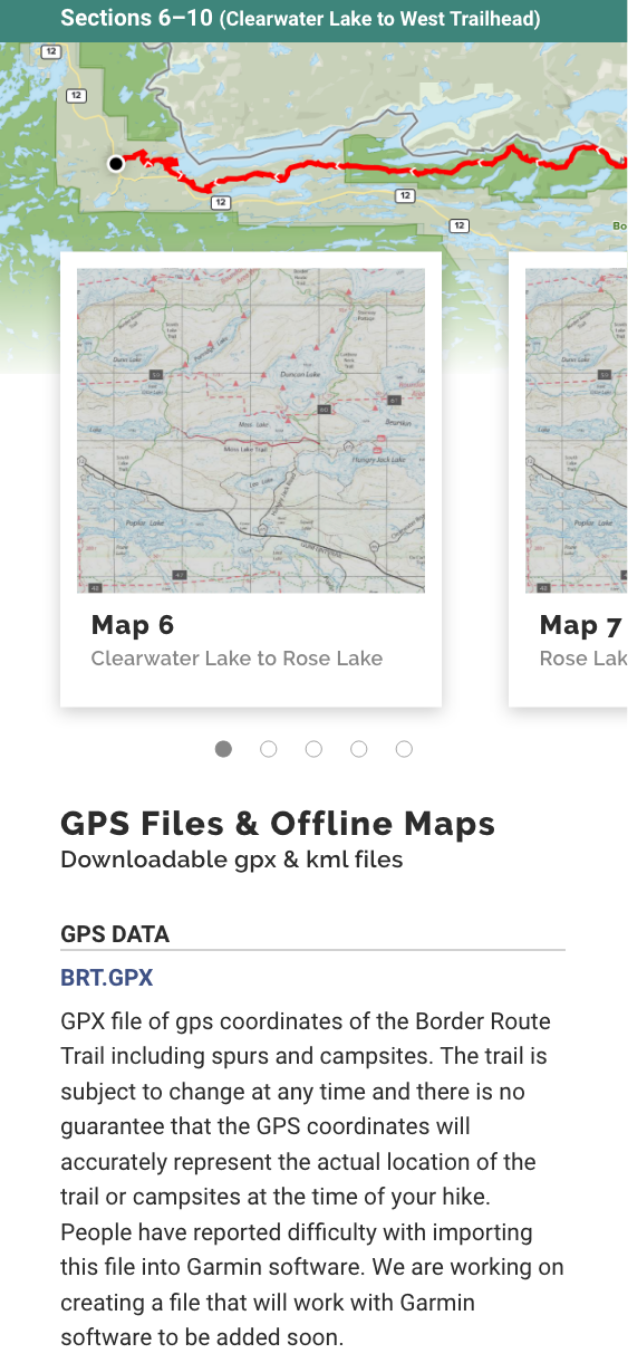 Sections 6–10 (Clearwater Lake to West Trailhead)
12
12
12
12
12
Bo
Duncan Lake
Moss Lake
Moss Lake Trail
Hungry Jack Lake
Poplar Lake
Poplar Lake
Map 6
Clearwater Lake to Rose Lake
Map 7
Rose Lak
GPS Files & Offline Maps
Downloadable gpx & kml files
GPS DATA
BRT.GPX
GPX file of gps coordinates of the Border Route
Trail including spurs and campsites. The trail is
subject to change at any time and there is no
guarantee that the GPS coordinates will
accurately represent the actual location of the
trail or campsites at the time of your hike.
People have reported difficulty with importing
this file into Garmin software. We are working on
creating a file that will work with Garmin
software to be added soon.